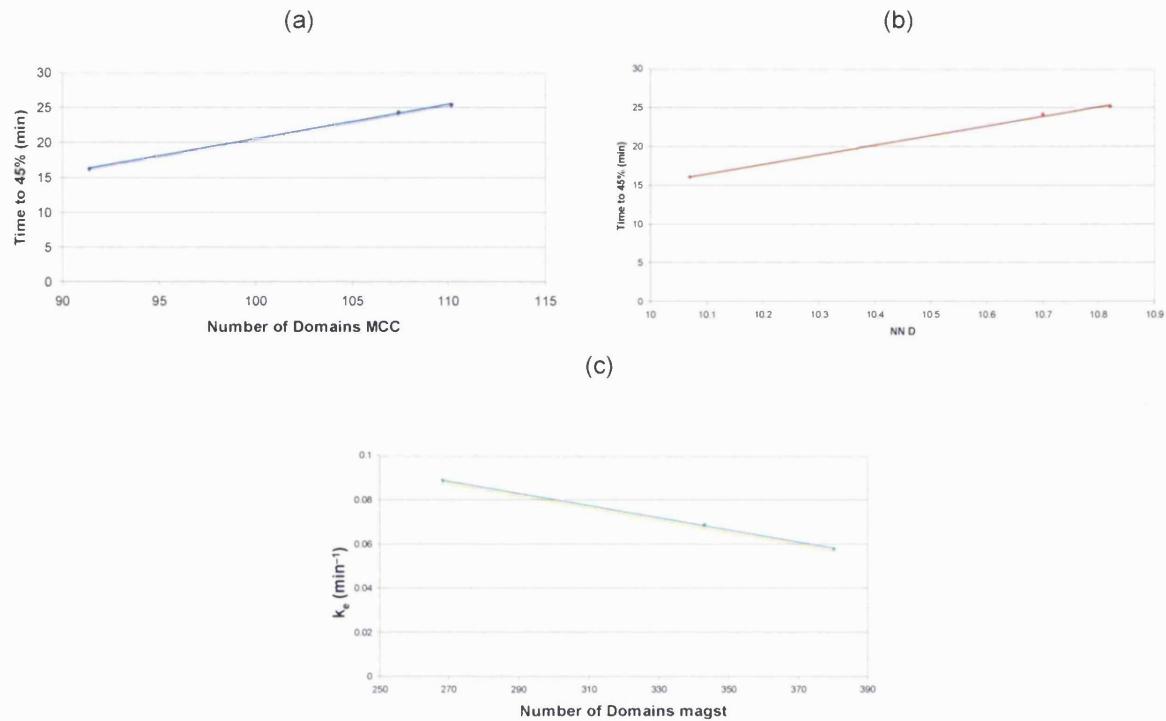 (a)
Time to 45% (min)
30
25
20
15
10
5
0
90 95 100 105 110 115
Number of Domains MCC
(b)
Time to 45% (min)
30
25
20
15
10
5
0
10 10.1 10.2 10.3 10.4 10.5 10.6 10.7 10.8 10.9
NN D
(c)
kₑ (min⁻¹)
0.1
0.08
0.06
0.04
0.02
0
250 270 290 310 330 350 370 390
Number of Domains magst